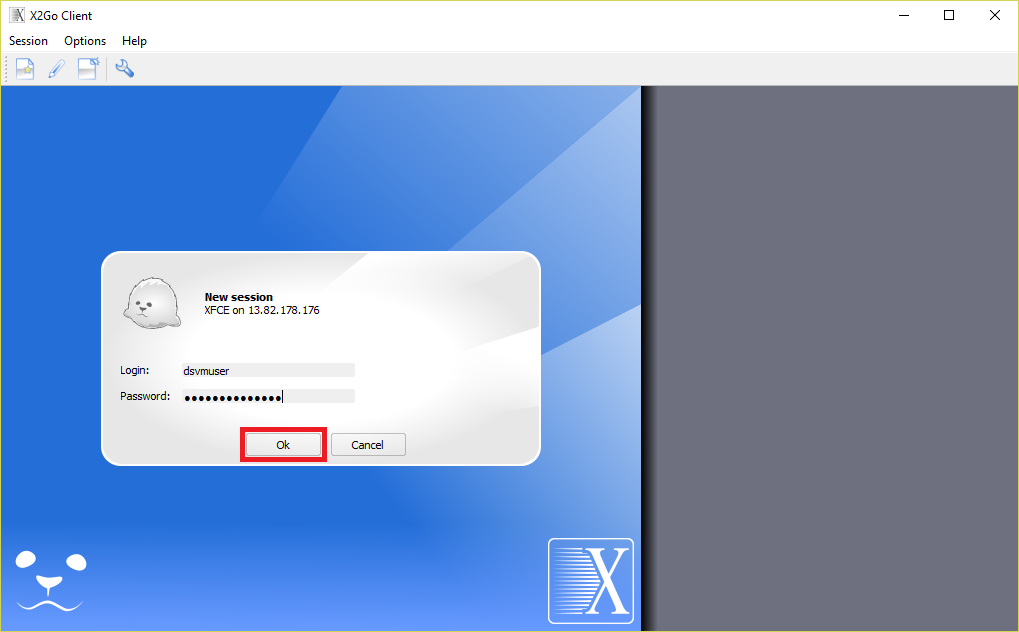 X2Go Client
Session Options Help
New session
XFCE on 13.82.178.176
Login: dsvmuser
Password: ●●●●●●●●●●●●●●
Ok Cancel
X